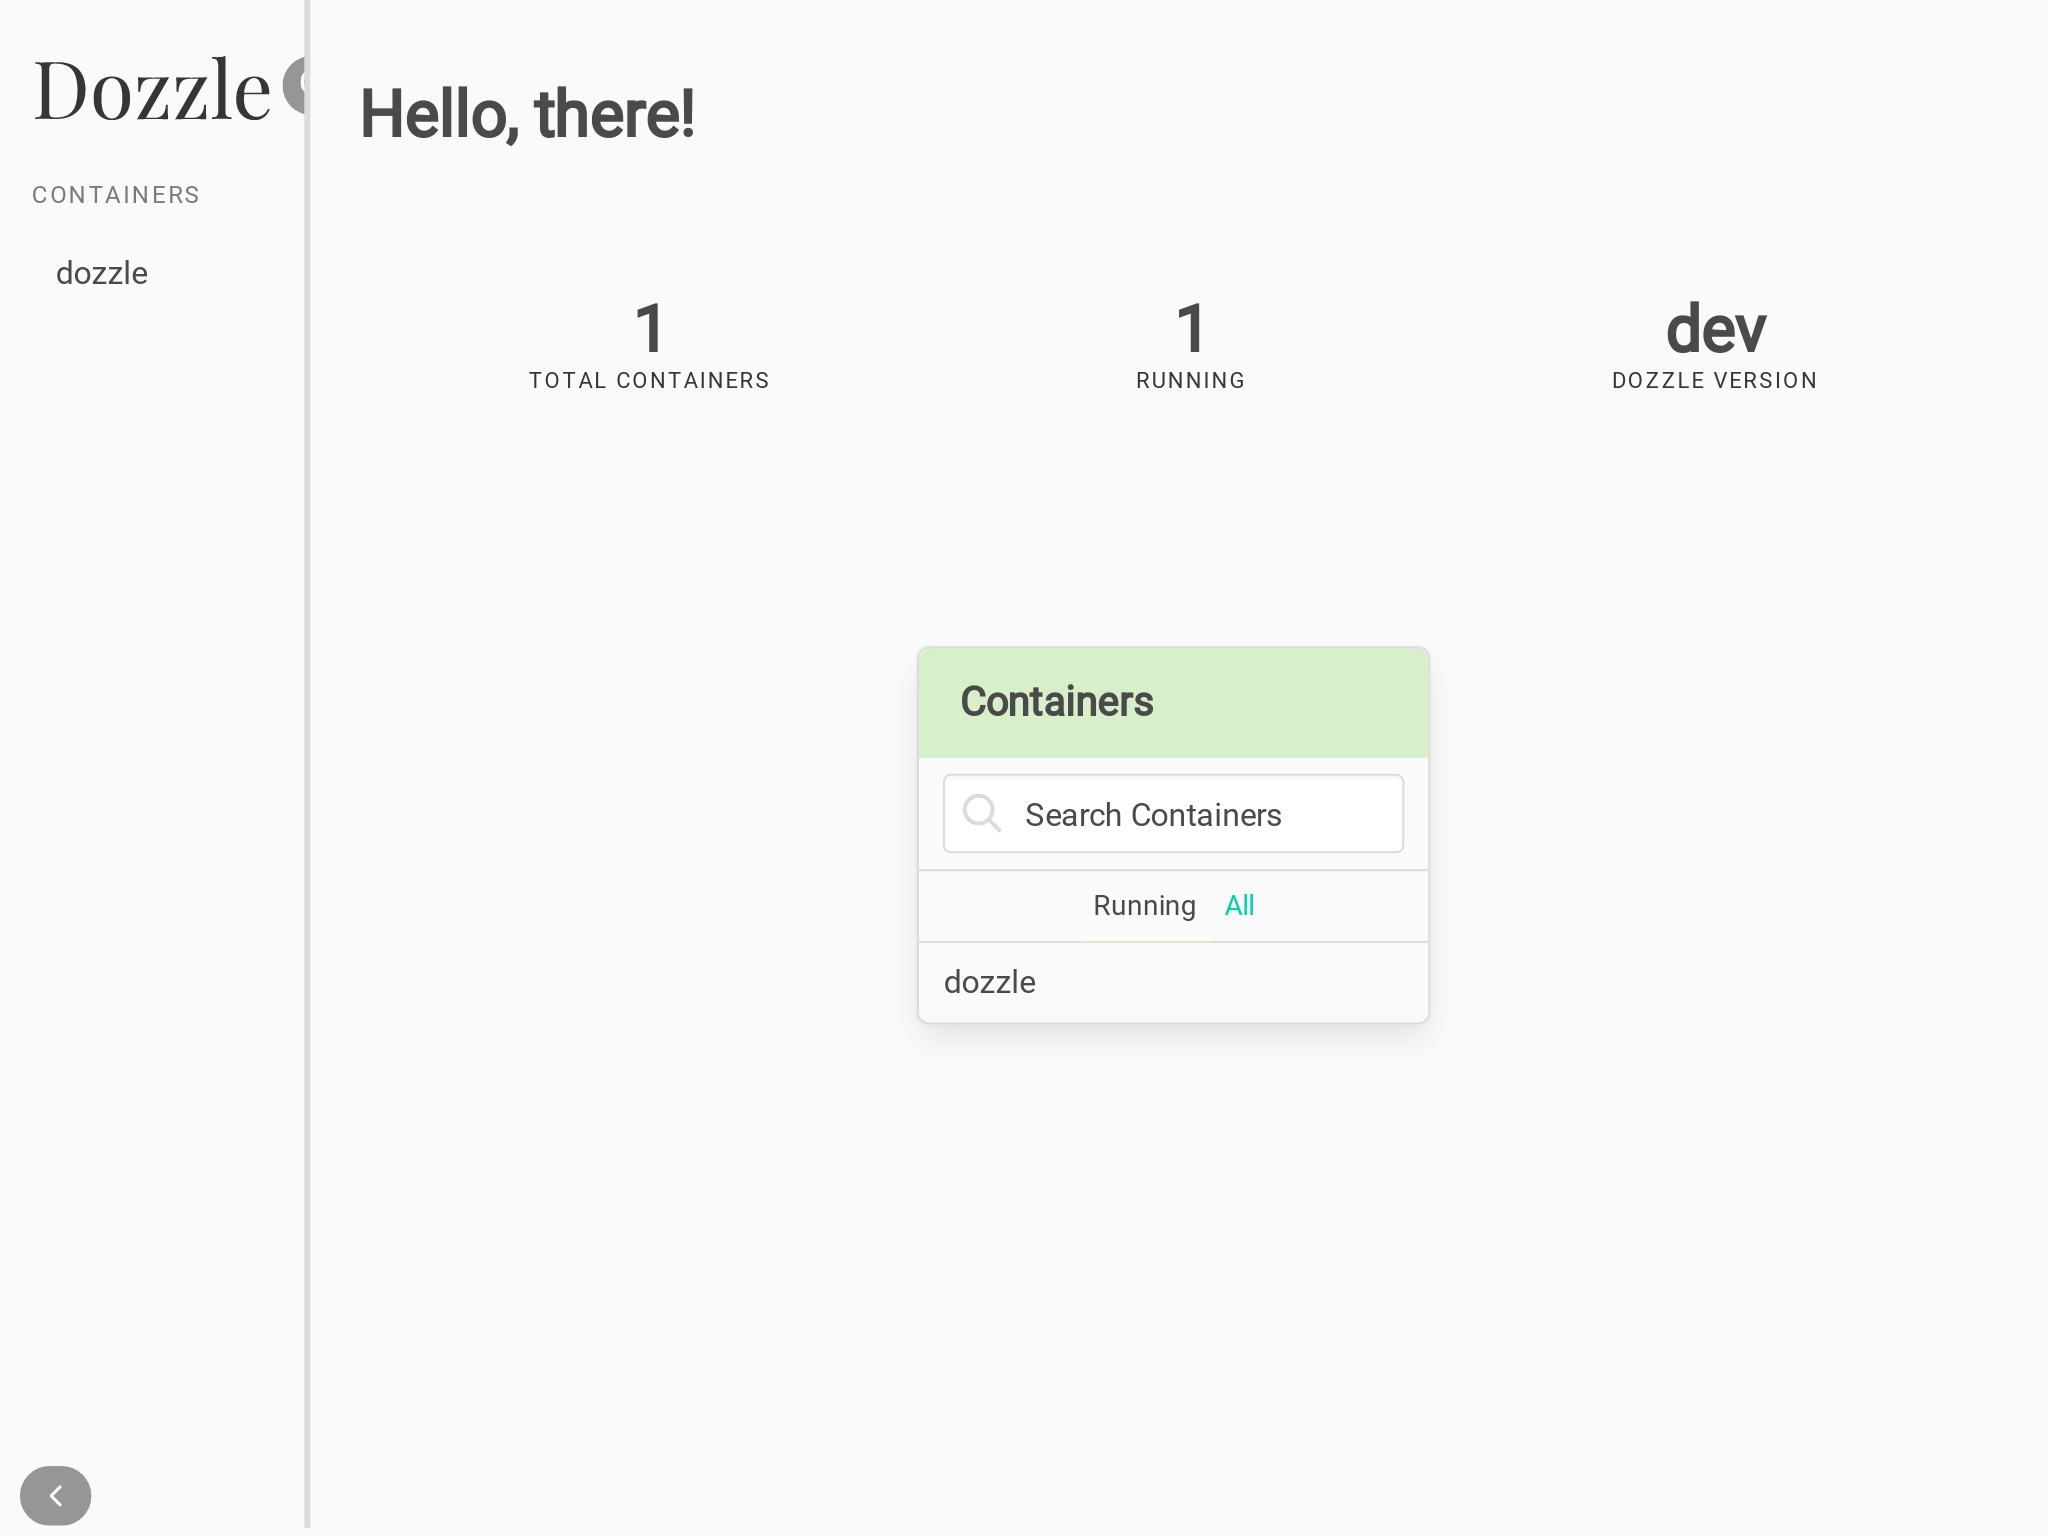 Dozzle
CONTAINERS
dozzle
Hello, there!
1
TOTAL CONTAINERS
1
RUNNING
dev
DOZZLE VERSION
Containers
Search Containers
Running All
dozzle